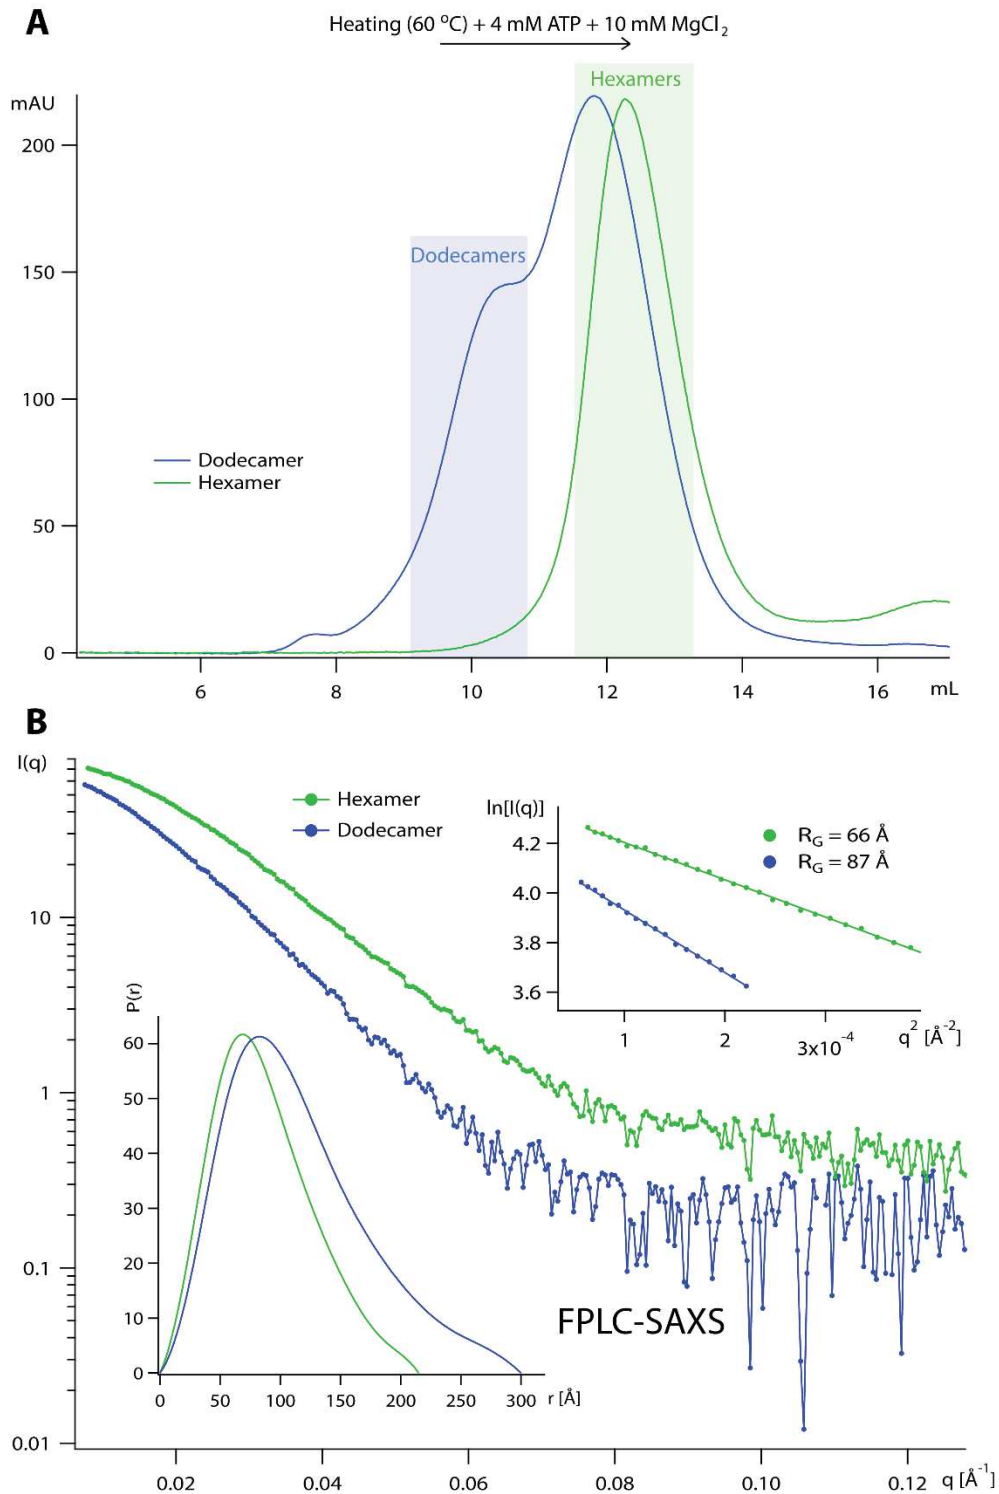 A
Heating (60 °C) + 4 mM ATP + 10 mM MgCl₂
mAU
Hexamers
200
150
Dodecamers
100
Dodecamer
Hexamer
50
0
6 8 10 12 14 16 mL
B
I(q)
Hexamer
Dodecamer
ln[I(q)]
R_G = 66 Å
R_G = 87 Å
4.2
4.0
3.8
3.6
1 2 3x10⁻⁴ q² [Å⁻²]
10
1
0.1
0.01
P(r)
60
50
40
30
20
10
0
0 50 100 150 200 250 300 r [Å]
FPLC-SAXS
0.02 0.04 0.06 0.08 0.10 0.12 q [Å⁻¹]